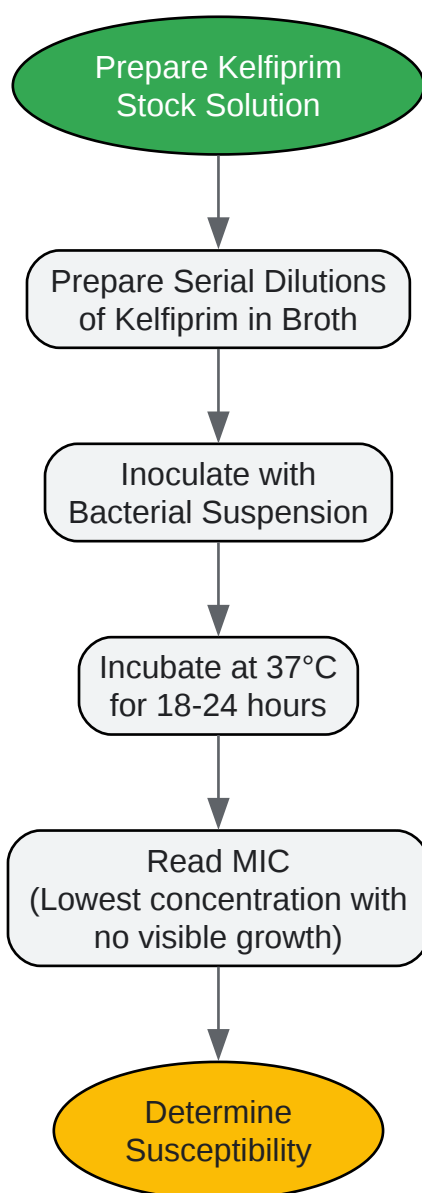 Prepare Kelfiprim
Stock Solution
Prepare Serial Dilutions
of Kelfiprim in Broth
Inoculate with
Bacterial Suspension
Incubate at 37°C
for 18-24 hours
Read MIC
(Lowest concentration with
no visible growth)
Determine
Susceptibility